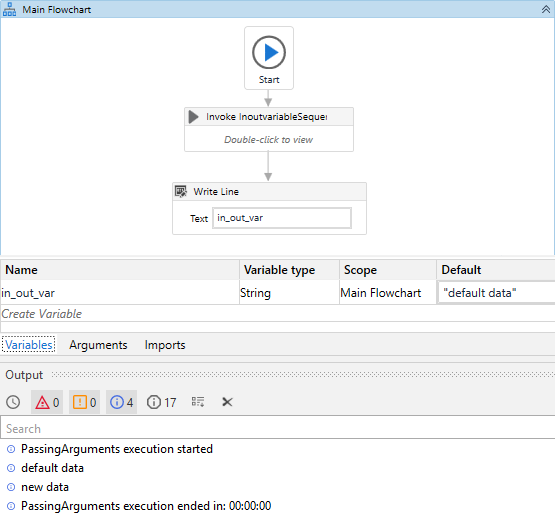 Main Flowchart
Start
Invoke InoutvariableSequer
Double-click to view
Write Line
Text in_out_var
Name Variable type Scope Default
in_out_var String Main Flowchart "default data"
Create Variable
Variables Arguments Imports
Output
0 0 4 17
Search
PassingArguments execution started
default data
new data
PassingArguments execution ended in: 00:00:00